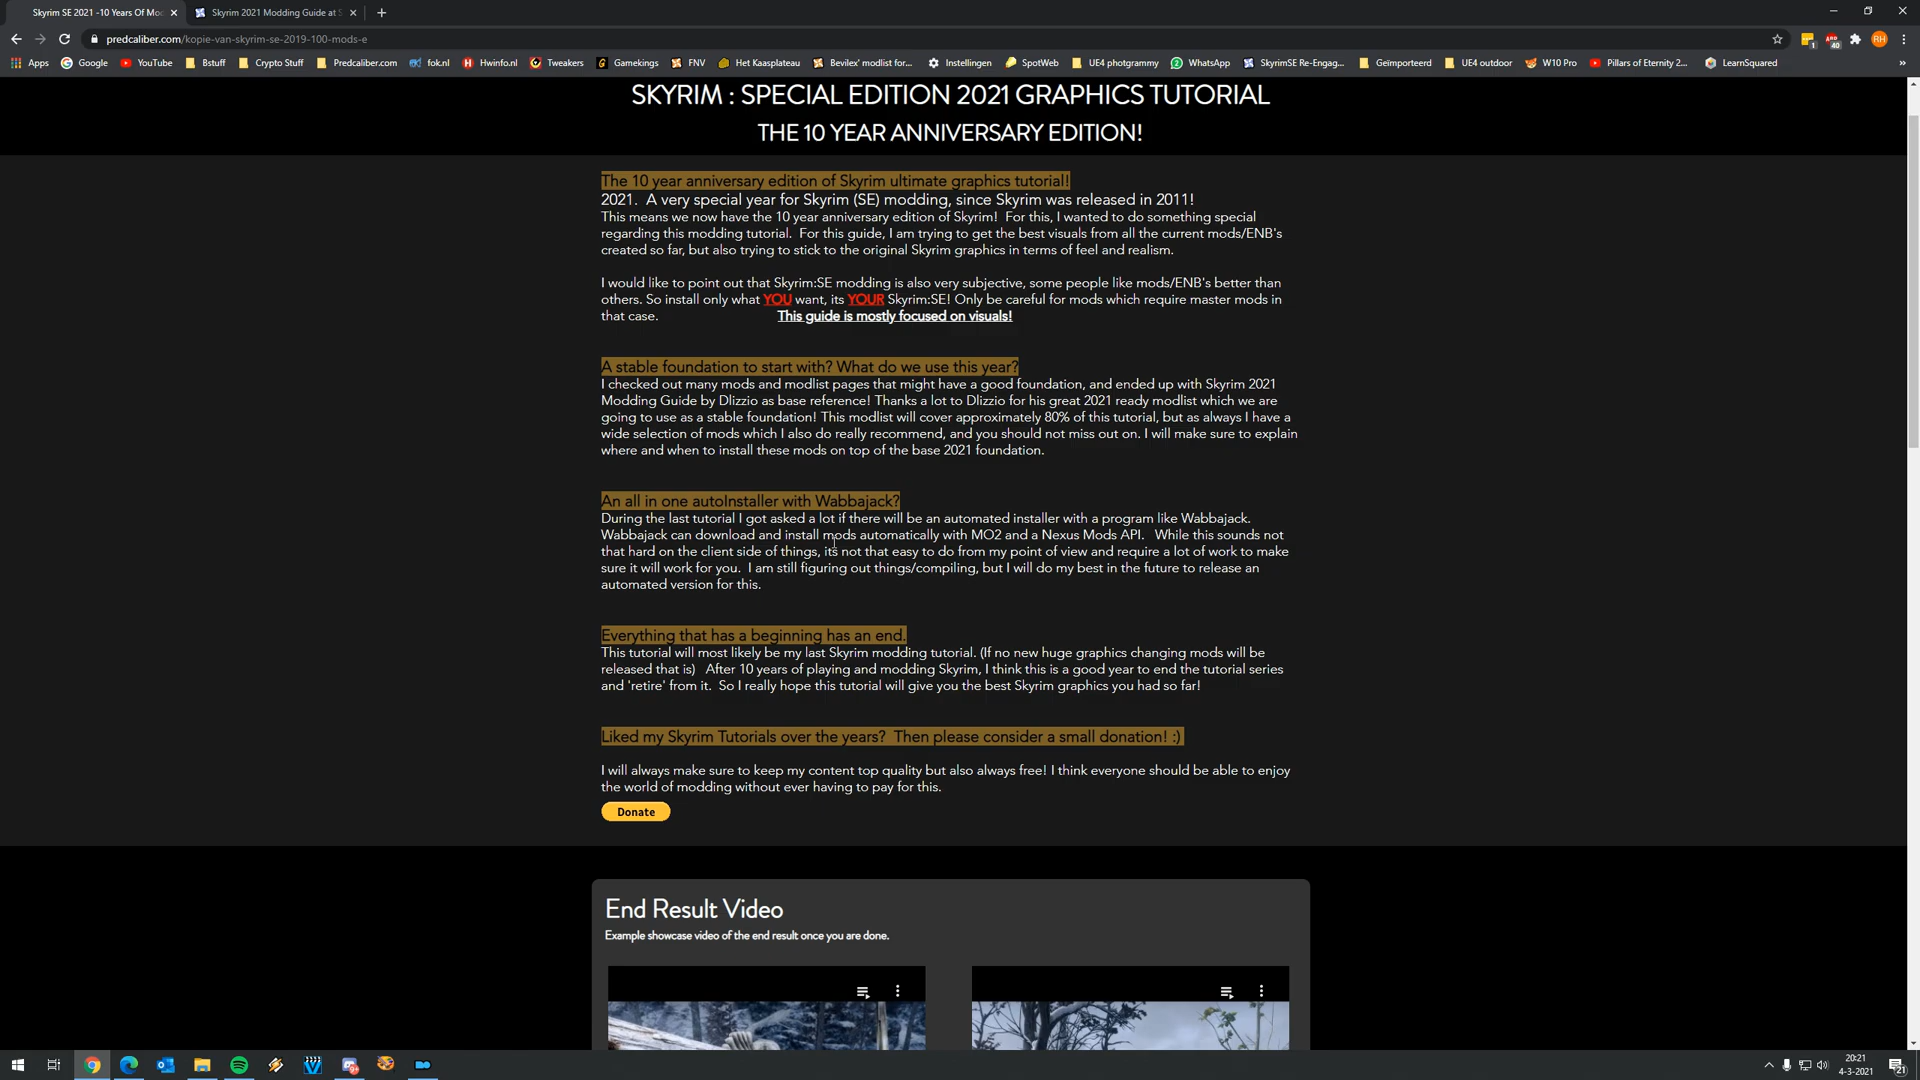 Skyrim SE 2021 -10 Years Of Mo
Skyrim 2021 Modding Guide at S
predcaliber.com/kopie-van-skyrim-se-2019-100-mods-e
Apps Google YouTube Bstuff Crypto Stuff Predcaliber.com fok.nl Hwinfo.nl Tweakers Gamekings FNV Het Kaasplateau Bevilex' modlist for... Instellingen SpotWeb UE4 photgrammy WhatsApp SkyrimSE Re-Engag... Geïmporteerd UE4 outdoor W10 Pro Pillars of Eternity 2... LearnSquared »
SKYRIM : SPECIAL EDITION 2021 GRAPHICS TUTORIAL
THE 10 YEAR ANNIVERSARY EDITION!
The 10 year anniversary edition of Skyrim ultimate graphics tutorial!
2021. A very special year for Skyrim (SE) modding, since Skyrim was released in 2011!
This means we now have the 10 year anniversary edition of Skyrim! For this, I wanted to do something special
regarding this modding tutorial. For this guide, I am trying to get the best visuals from all the current mods/ENB's
created so far, but also trying to stick to the original Skyrim graphics in terms of feel and realism.
I would like to point out that Skyrim:SE modding is also very subjective, some people like mods/ENB's better than
others. So install only what YOU want, its YOUR Skyrim:SE! Only be careful for mods which require master mods in
that case. This guide is mostly focused on visuals!
A stable foundation to start with? What do we use this year?
I checked out many mods and modlist pages that might have a good foundation, and ended up with Skyrim 2021
Modding Guide by Dlizzio as base reference! Thanks a lot to Dlizzio for his great 2021 ready modlist which we are
going to use as a stable foundation! This modlist will cover approximately 80% of this tutorial, but as always I have a
wide selection of mods which I also do really recommend, and you should not miss out on. I will make sure to explain
where and when to install these mods on top of the base 2021 foundation.
An all in one autoInstaller with Wabbajack?
During the last tutorial I got asked a lot if there will be an automated installer with a program like Wabbajack.
Wabbajack can download and install mods automatically with MO2 and a Nexus Mods API. While this sounds not
that hard on the client side of things, its not that easy to do from my point of view and require a lot of work to make
sure it will work for you. I am still figuring out things/compiling, but I will do my best in the future to release an
automated version for this.
Everything that has a beginning has an end.
This tutorial will most likely be my last Skyrim modding tutorial. (If no new huge graphics changing mods will be
released that is) After 10 years of playing and modding Skyrim, I think this is a good year to end the tutorial series
and 'retire' from it. So I really hope this tutorial will give you the best Skyrim graphics you had so far!
Liked my Skyrim Tutorials over the years? Then please consider a small donation! :)
I will always make sure to keep my content top quality but also always free! I think everyone should be able to enjoy
the world of modding without ever having to pay for this.
Donate
End Result Video
Example showcase video of the end result once you are done.
20:21
4-3-2021